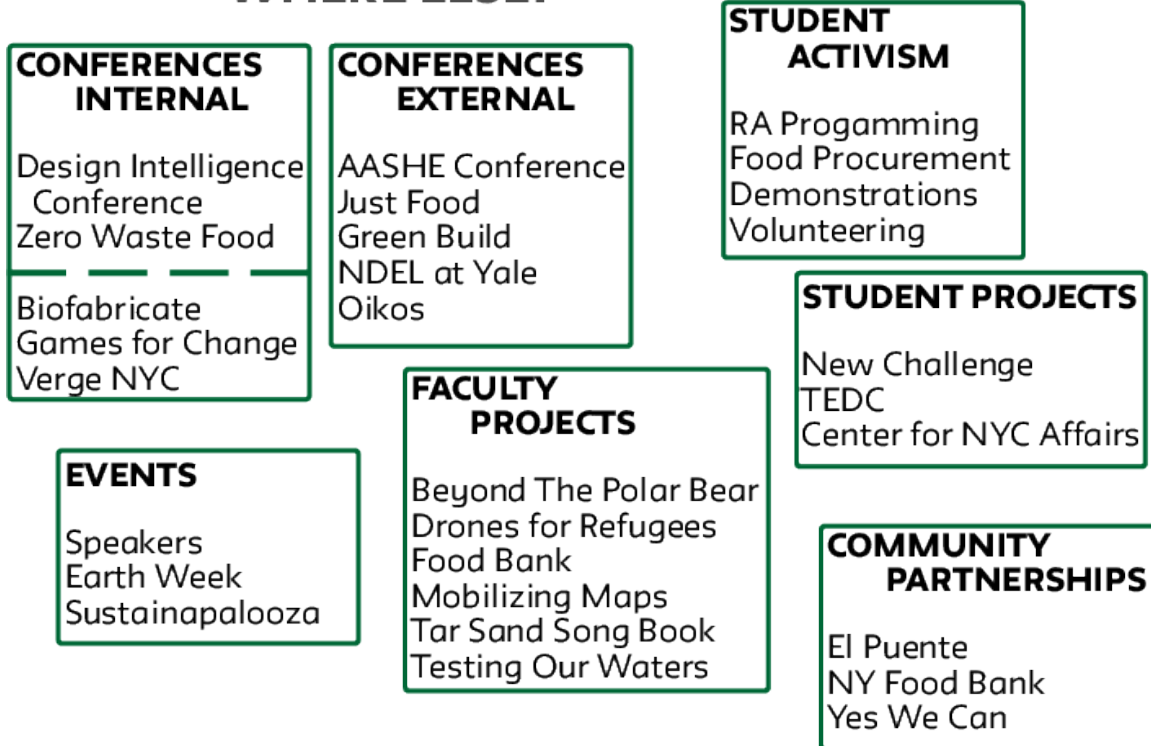 WHERE ELSE?
CONFERENCES
INTERNAL
Design Intelligence
Conference
Zero Waste Food
Biofabricate
Games for Change
Verge NYC
CONFERENCES
EXTERNAL
AASHE Conference
Just Food
Green Build
NDEL at Yale
Oikos
STUDENT
ACTIVISM
RA Progamming
Food Procurement
Demonstrations
Volunteering
STUDENT PROJECTS
New Challenge
TEDC
Center for NYC Affairs
EVENTS
Speakers
Earth Week
Sustainapalooza
FACULTY
PROJECTS
Beyond The Polar Bear
Drones for Refugees
Food Bank
Mobilizing Maps
Tar Sand Song Book
Testing Our Waters
COMMUNITY
PARTNERSHIPS
El Puente
NY Food Bank
Yes We Can